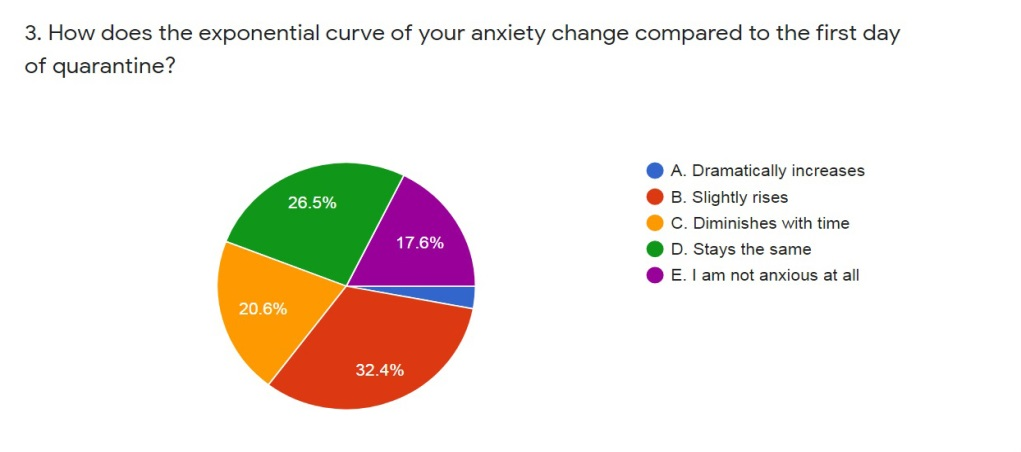 3. How does the exponential curve of your anxiety change compared to the first day
of quarantine?
A. Dramatically increases
B. Slightly rises
C. Diminishes with time
D. Stays the same
E. I am not anxious at all
26.5%
17.6%
20.6%
32.4%